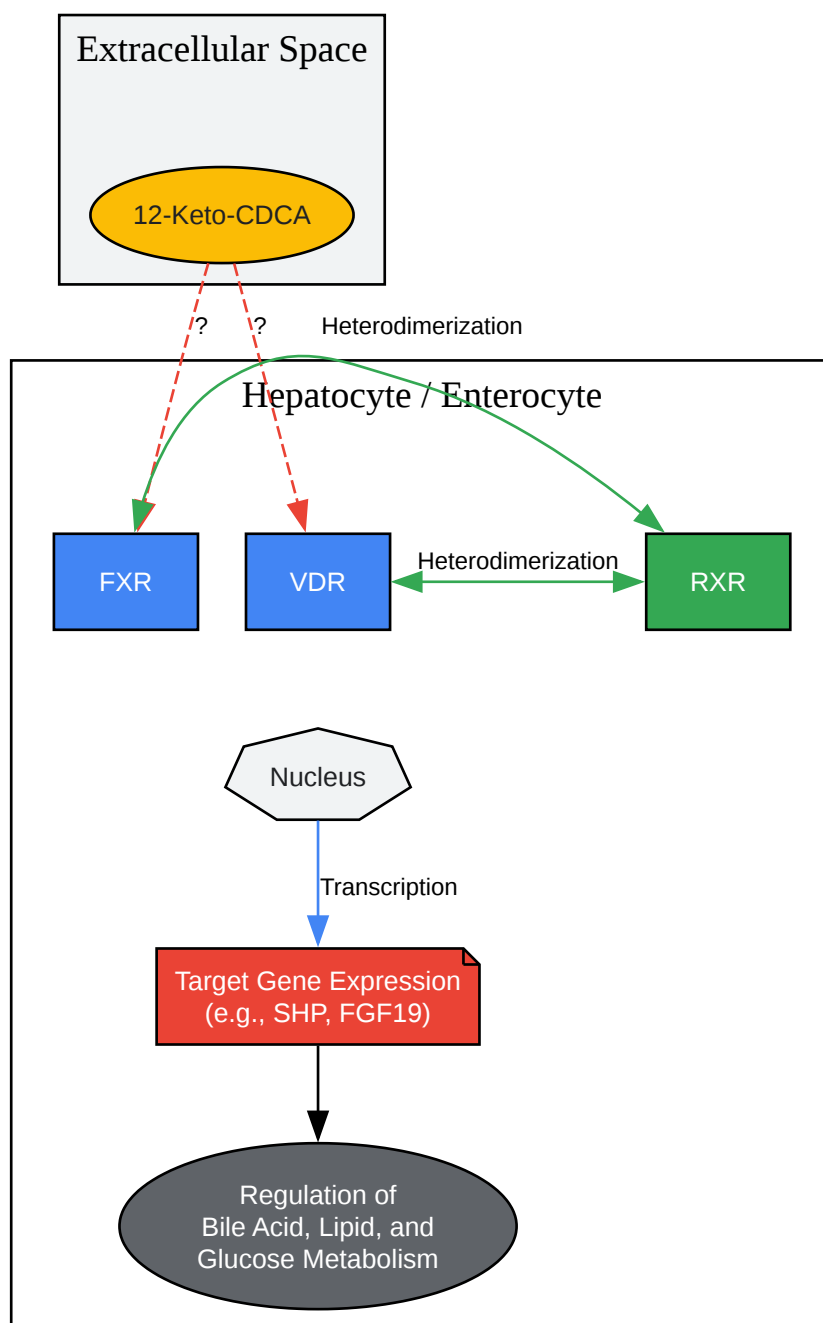 Extracellular Space
12-Keto-CDCA
?
?
Heterodimerization
Hepatocyte / Enterocyte
FXR
VDR
Heterodimerization
RXR
Nucleus
Transcription
Target Gene Expression
(e.g., SHP, FGF19)
Regulation of
Bile Acid, Lipid, and
Glucose Metabolism